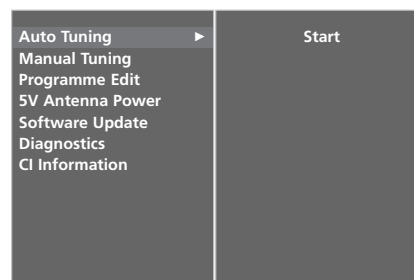 Auto Tuning ► Start
Manual Tuning
Programme Edit
5V Antenna Power
Software Update
Diagnostics
CI Information